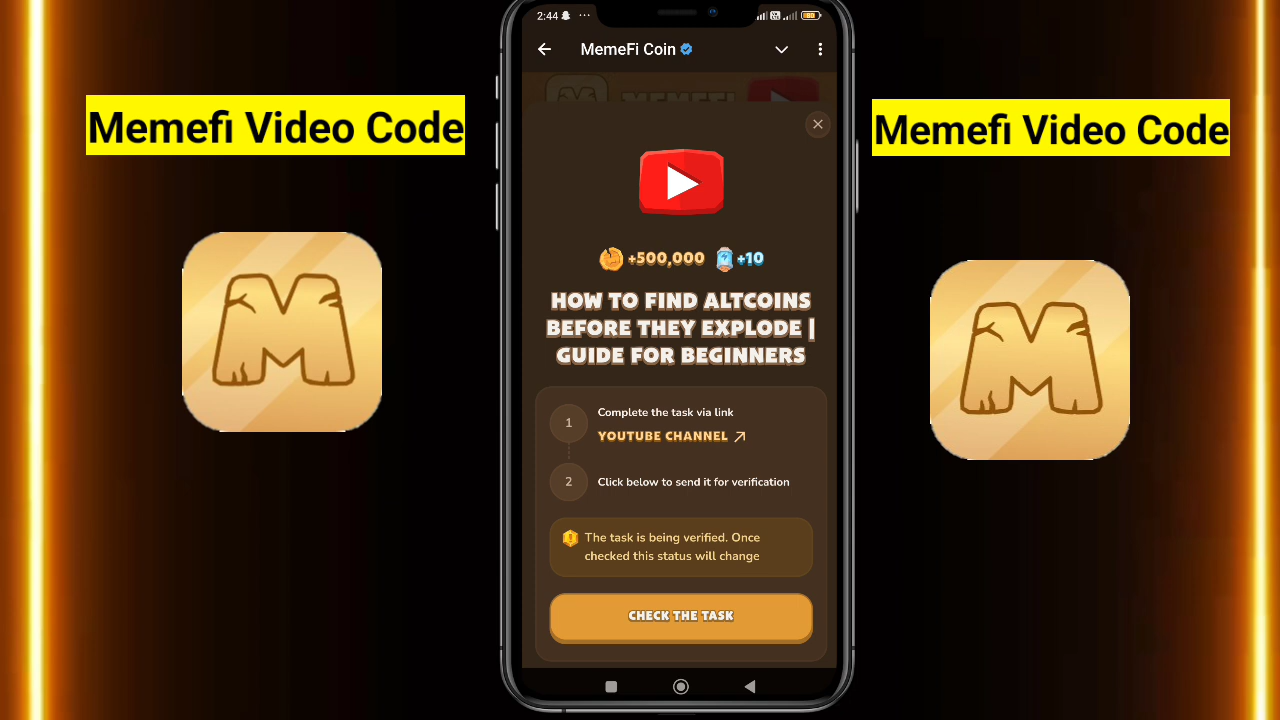 2:44
MemeFi Coin
Memefi Video Code
Memefi Video Code
MEMEFI
+500,000 +10
HOW TO FIND ALTCOINS
BEFORE THEY EXPLODE |
GUIDE FOR BEGINNERS
1
Complete the task via link
YOUTUBE CHANNEL
2
Click below to send it for verification
The task is being verified. Once
checked this status will change
CHECK THE TASK